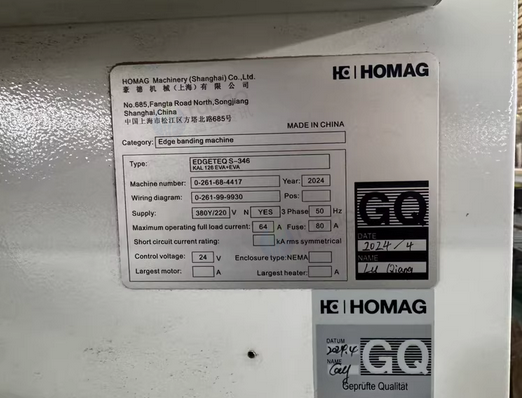 HOMAG Machinery (Shanghai) Co.,Ltd.
豪德机械(上海)有限公司
HOMAG
No.685,Fangta Road North,Songjiang
Shanghai,China
中国上海市松江区方塔北路685号
MADE IN CHINA
Category: Edge banding machine
Type: EDGETEQ S-346
KAL 126 EVA+EVA
Machine number: 0-261-68-4417 Year: 2024
Wiring diagram: 0-261-99-9930 Pos:
Supply: 380Y/220 V N YES 3 Phase 50 Hz
Maximum operating full load current: 64 A Fuse: 80 A
Short circuit current rating: kA rms symmetrical
Control voltage: 24 V Enclosure type:NEMA
Largest motor: A Largest heater: A
GQ
DATE
2024/4
NAME
Lu Qiang
HOMAG
DATUM
2024.4
NAME
GQ
Geprüfte Qualität